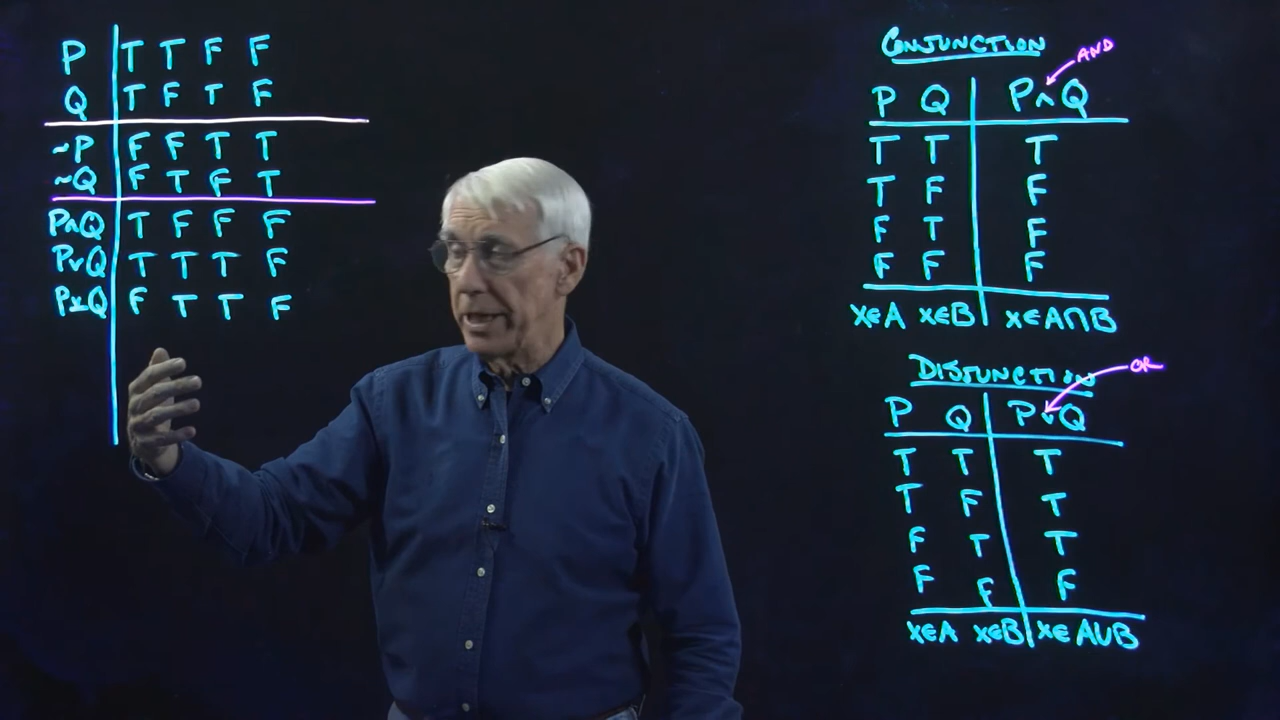 P T T F F
Q T F T F
~P F F T T
~Q F T F T
P∧Q T F F F
P∨Q T T T F
P⊻Q F T T F
CONJUNCTION
AND
P Q P∧Q
T T T
T F F
F T F
F F F
x∈A x∈B x∈A∩B
DISJUNCTION
OR
P Q P∨Q
T T T
T F T
F T T
F F F
x∈A x∈B x∈A∪B